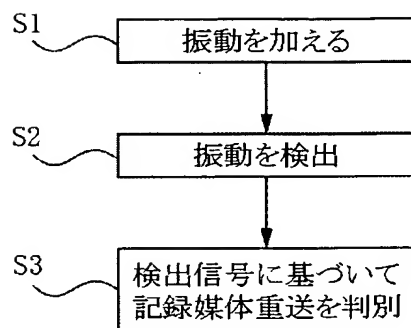 S1
振動を加える
S2
振動を検出
S3
検出信号に基づいて
記録媒体重送を判別